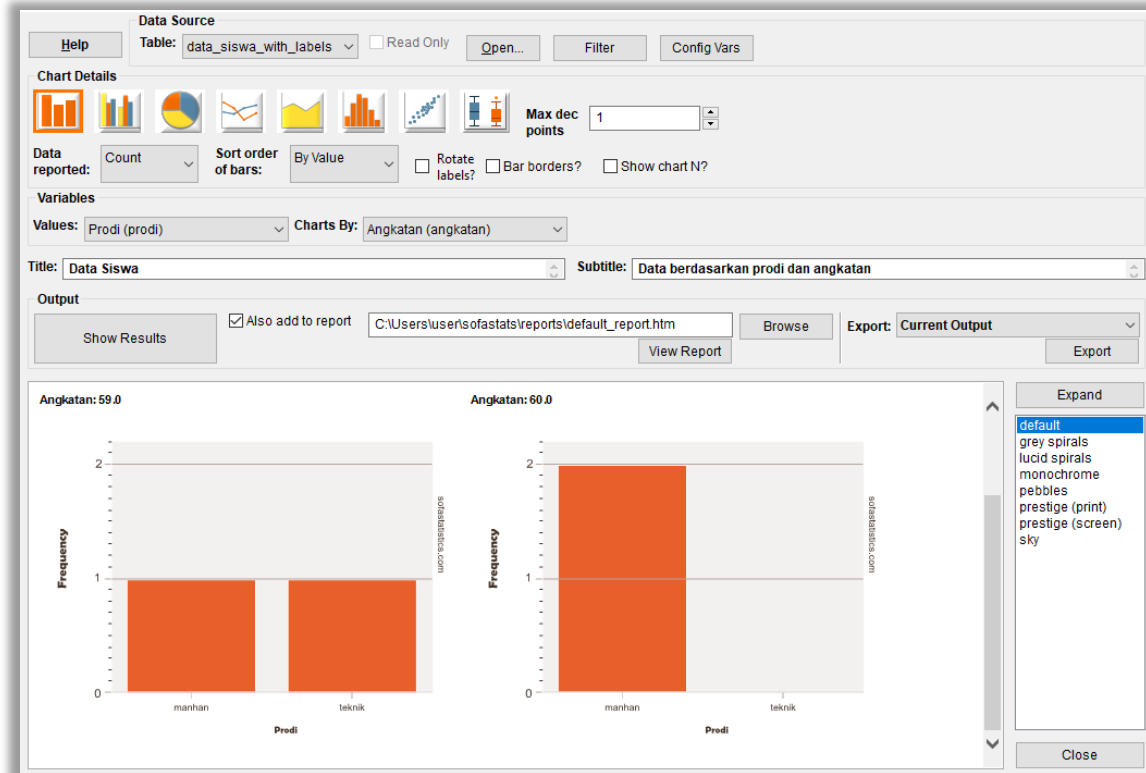 Data Source
Help
Table: data_siswa_with_labels
Read Only
Open...
Filter
Config Vars
Chart Details
Max dec points
1
Data reported: Count
Sort order of bars: By Value
Rotate labels?
Bar borders?
Show chart N?
Variables
Values: Prodi (prodi)
Charts By: Angkatan (angkatan)
Title: Data Siswa
Subtitle: Data berdasarkan prodi dan angkatan
Output
Show Results
Also add to report
C:\Users\user\sofastats\reports\default_report.htm
Browse
View Report
Export: Current Output
Export
Angkatan: 59.0
2
1
0
Frequency
manhan
teknik
Prodi
sofastatistics.com
Angkatan: 60.0
2
1
0
Frequency
manhan
teknik
Prodi
sofastatistics.com
Expand
default
grey spirals
lucid spirals
monochrome
pebbles
prestige (print)
prestige (screen)
sky
Close